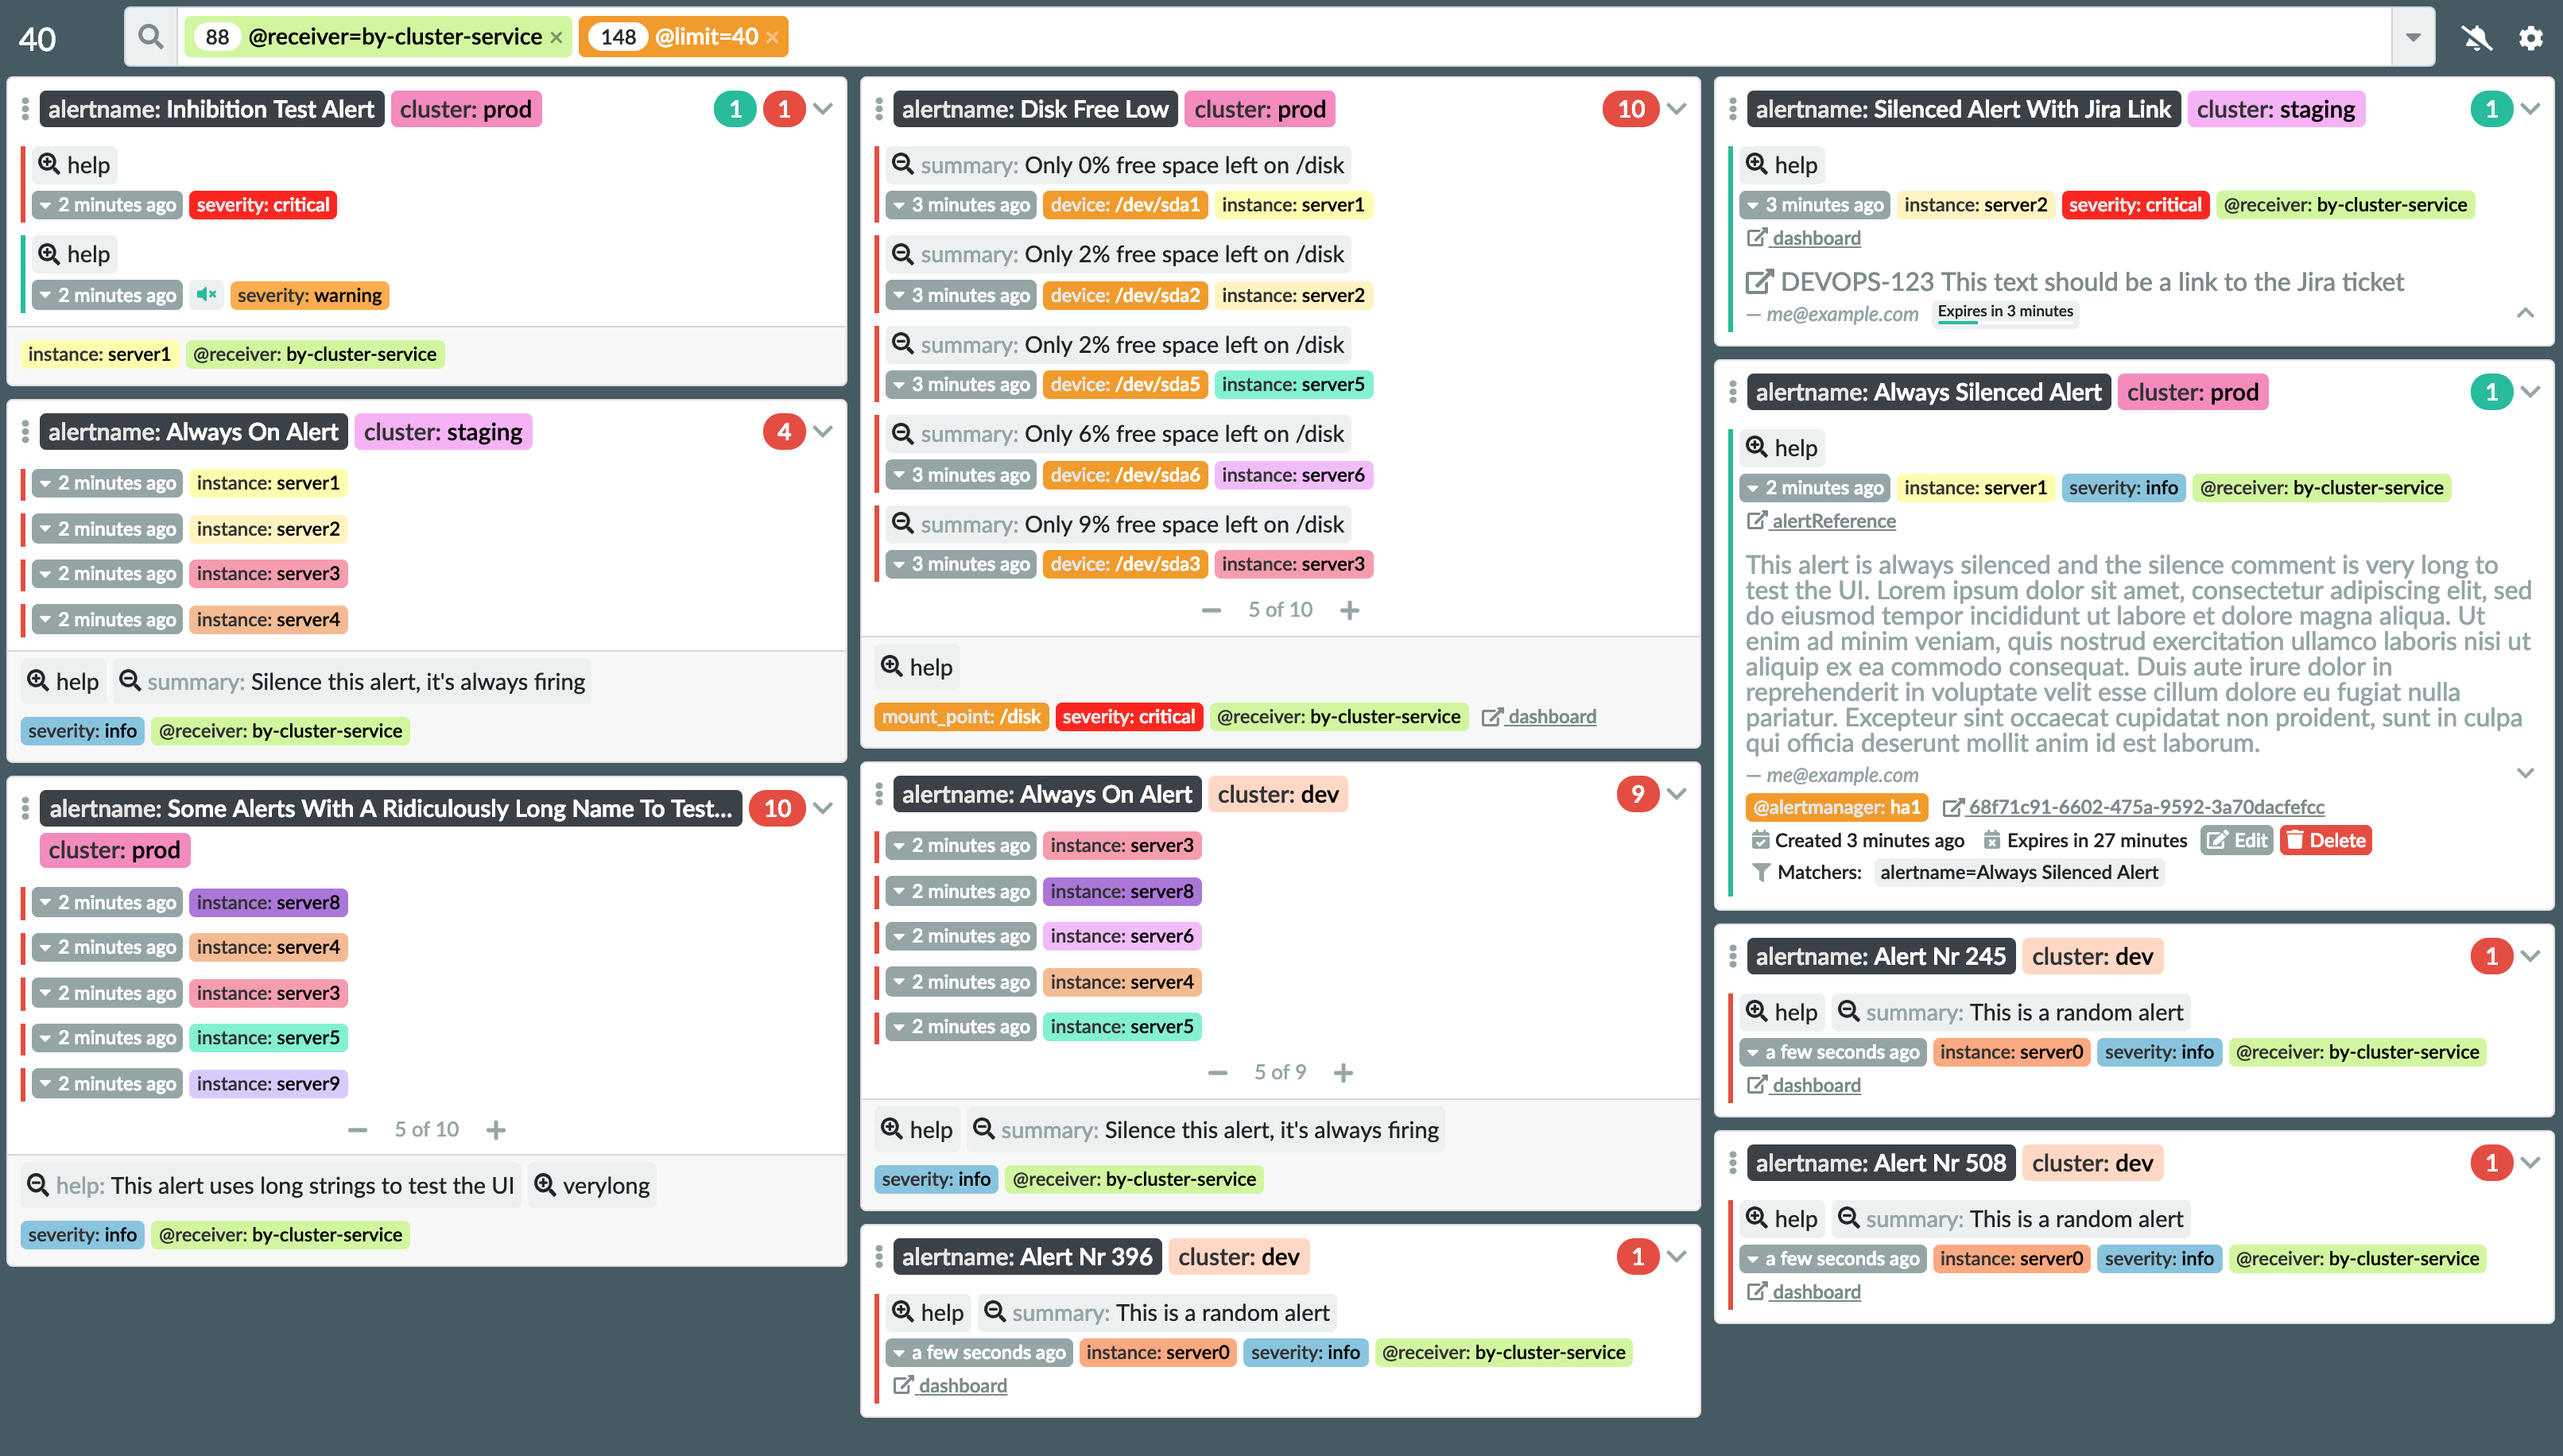 40
88 @receiver=by-cluster-service × 148 @limit=40 ×
alertname: Inhibition Test Alert cluster: prod 1 1
help
2 minutes ago severity: critical
help
2 minutes ago severity: warning
instance: server1 @receiver: by-cluster-service
alertname: Always On Alert cluster: staging 4
2 minutes ago instance: server1
2 minutes ago instance: server2
2 minutes ago instance: server3
2 minutes ago instance: server4
help summary: Silence this alert, it's always firing
severity: info @receiver: by-cluster-service
alertname: Some Alerts With A Ridiculously Long Name To Test... 10
cluster: prod
2 minutes ago instance: server8
2 minutes ago instance: server4
2 minutes ago instance: server3
2 minutes ago instance: server5
2 minutes ago instance: server9
5 of 10
help: This alert uses long strings to test the UI verylong
severity: info @receiver: by-cluster-service
alertname: Disk Free Low cluster: prod 10
summary: Only 0% free space left on /disk
3 minutes ago device: /dev/sda1 instance: server1
summary: Only 2% free space left on /disk
3 minutes ago device: /dev/sda2 instance: server2
summary: Only 2% free space left on /disk
3 minutes ago device: /dev/sda5 instance: server5
summary: Only 6% free space left on /disk
3 minutes ago device: /dev/sda6 instance: server6
summary: Only 9% free space left on /disk
3 minutes ago device: /dev/sda3 instance: server3
5 of 10
help
mount_point: /disk severity: critical @receiver: by-cluster-service dashboard
alertname: Always On Alert cluster: dev 9
2 minutes ago instance: server3
2 minutes ago instance: server8
2 minutes ago instance: server6
2 minutes ago instance: server4
2 minutes ago instance: server5
5 of 9
help summary: Silence this alert, it's always firing
severity: info @receiver: by-cluster-service
alertname: Alert Nr 396 cluster: dev 1
help summary: This is a random alert
a few seconds ago instance: server0 severity: info @receiver: by-cluster-service
dashboard
alertname: Silenced Alert With Jira Link cluster: staging 1
help
3 minutes ago instance: server2 severity: critical @receiver: by-cluster-service
dashboard
DEVOPS-123 This text should be a link to the Jira ticket
— me@example.com Expires in 3 minutes
alertname: Always Silenced Alert cluster: prod 1
help
2 minutes ago instance: server1 severity: info @receiver: by-cluster-service
alertReference
This alert is always silenced and the silence comment is very long to
test the UI. Lorem ipsum dolor sit amet, consectetur adipiscing elit, sed
do eiusmod tempor incididunt ut labore et dolore magna aliqua. Ut
enim ad minim veniam, quis nostrud exercitation ullamco laboris nisi ut
aliquip ex ea commodo consequat. Duis aute irure dolor in
reprehenderit in voluptate velit esse cillum dolore eu fugiat nulla
pariatur. Excepteur sint occaecat cupidatat non proident, sunt in culpa
qui officia deserunt mollit anim id est laborum.
— me@example.com
@alertmanager: ha1 68f71c91-6602-475a-9592-3a70dacfefcc
Created 3 minutes ago Expires in 27 minutes Edit Delete
Matchers: alertname=Always Silenced Alert
alertname: Alert Nr 245 cluster: dev 1
help summary: This is a random alert
a few seconds ago instance: server0 severity: info @receiver: by-cluster-service
dashboard
alertname: Alert Nr 508 cluster: dev 1
help summary: This is a random alert
a few seconds ago instance: server0 severity: info @receiver: by-cluster-service
dashboard